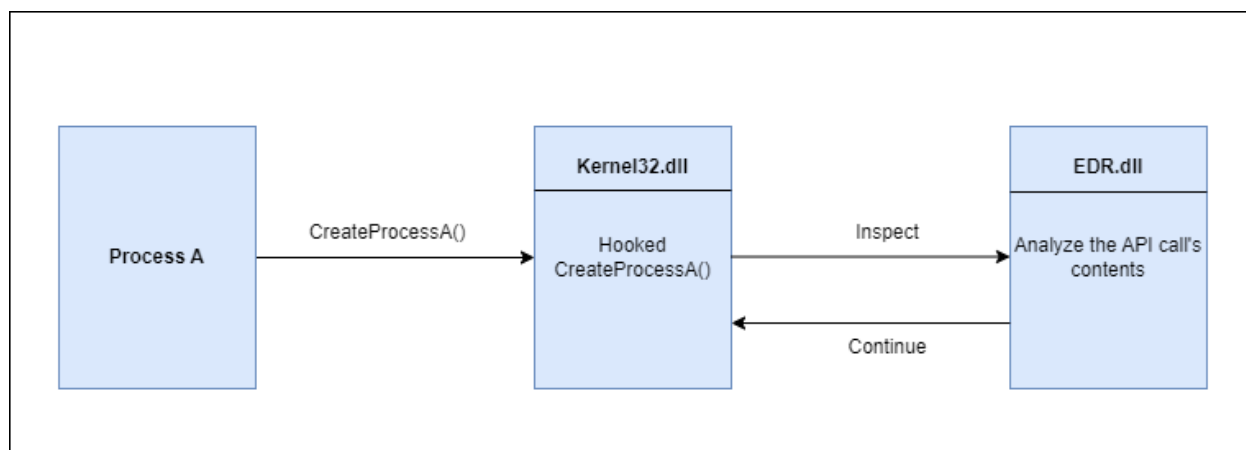 Process A
CreateProcessA()
Kernel32.dll
Hooked
CreateProcessA()
Inspect
Continue
EDR.dll
Analyze the API call's
contents